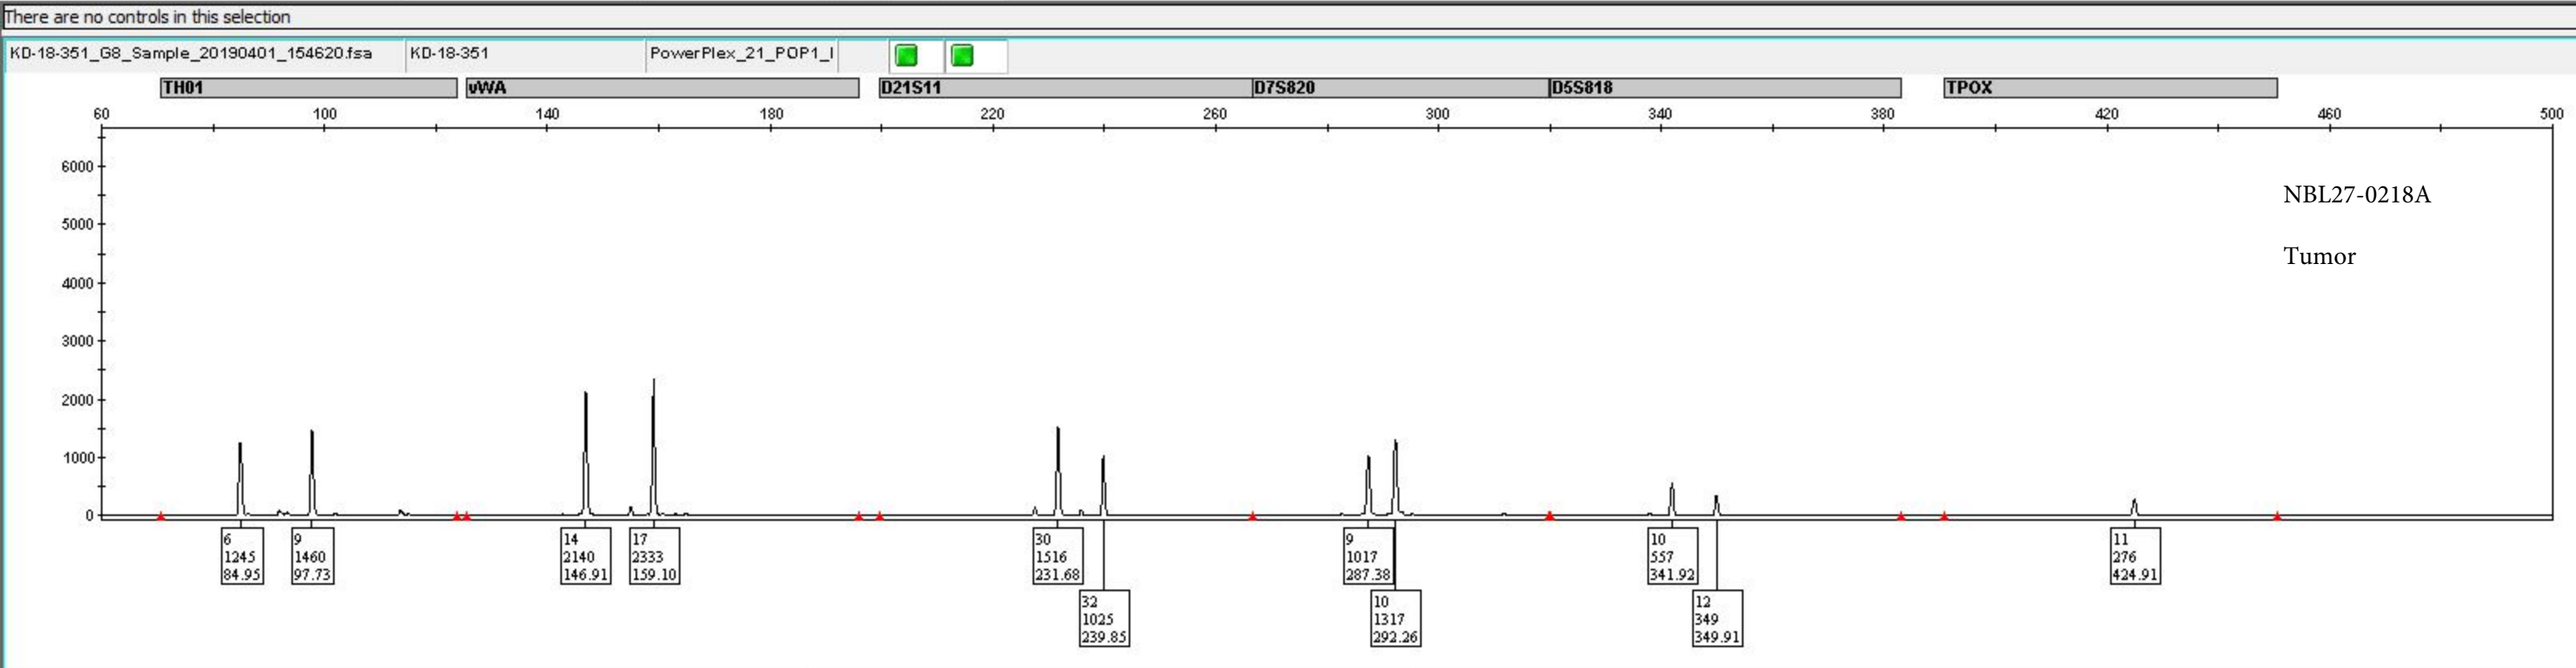 There are no controls in this selection
KD-18-351_G8_Sample_20190401_154620.fsa KD-18-351 PowerPlex_21_POP1_I
TH01 vWA D21S11 D7S820 D5S818 TPOX
60 100 140 180 220 260 300 340 380 420 460 500
6000
5000
4000
3000
2000
1000
0
NBL27-0218A
Tumor
6 9 14 17 30 9 10 11
1245 1460 2140 2333 1516 1017 557 276
84.95 97.73 146.91 159.10 231.68 287.38 341.92 424.91
32 10 12
1025 1317 349
239.85 292.26 349.91